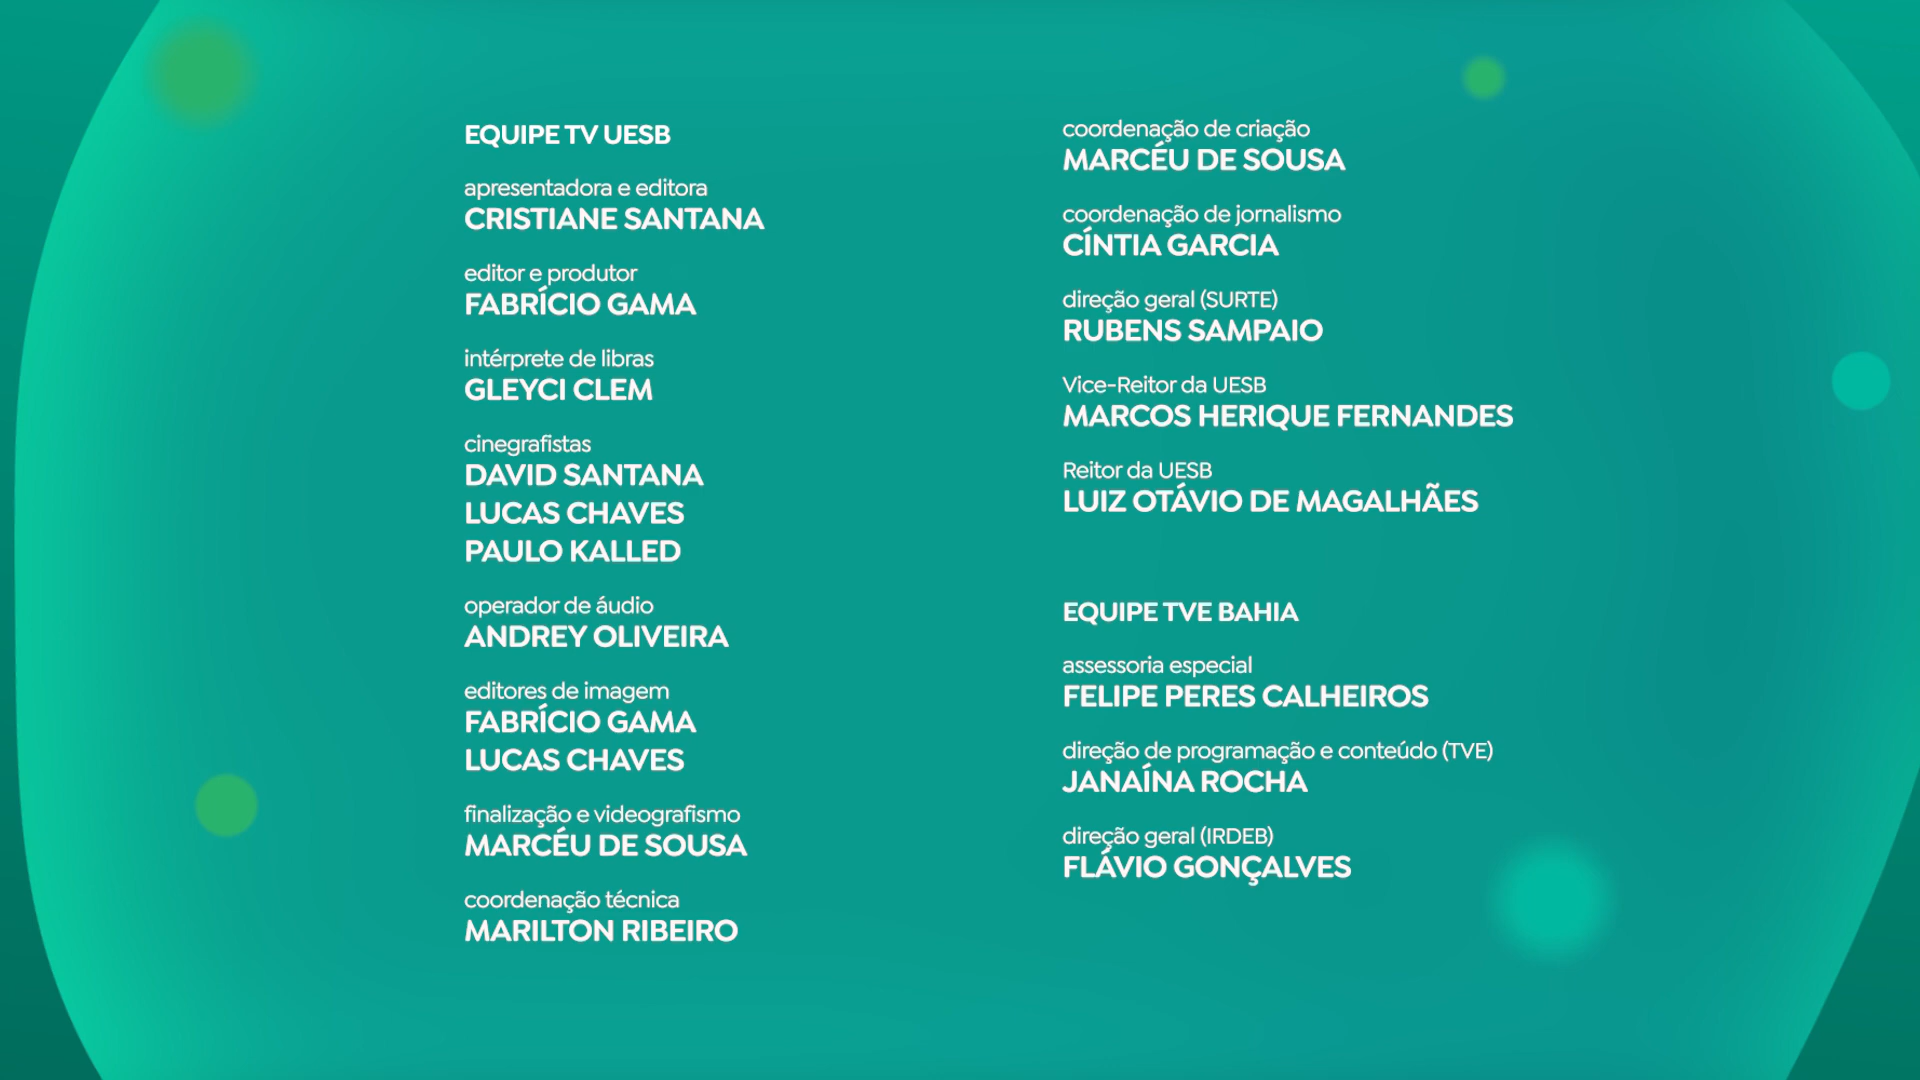 EQUIPE TV UESB
apresentadora e editora
CRISTIANE SANTANA
editor e produtor
FABRÍCIO GAMA
intérprete de libras
GLEYCI CLEM
cinegrafistas
DAVID SANTANA
LUCAS CHAVES
PAULO KALLED
operador de áudio
ANDREY OLIVEIRA
editores de imagem
FABRÍCIO GAMA
LUCAS CHAVES
finalização e videografismo
MARCÉU DE SOUSA
coordenação técnica
MARILTON RIBEIRO
coordenação de criação
MARCÉU DE SOUSA
coordenação de jornalismo
CÍNTIA GARCIA
direção geral (SURTE)
RUBENS SAMPAIO
Vice-Reitor da UESB
MARCOS HERIQUE FERNANDES
Reitor da UESB
LUIZ OTÁVIO DE MAGALHÃES
EQUIPE TVE BAHIA
assessoria especial
FELIPE PERES CALHEIROS
direção de programação e conteúdo (TVE)
JANAÍNA ROCHA
direção geral (IRDEB)
FLÁVIO GONÇALVES